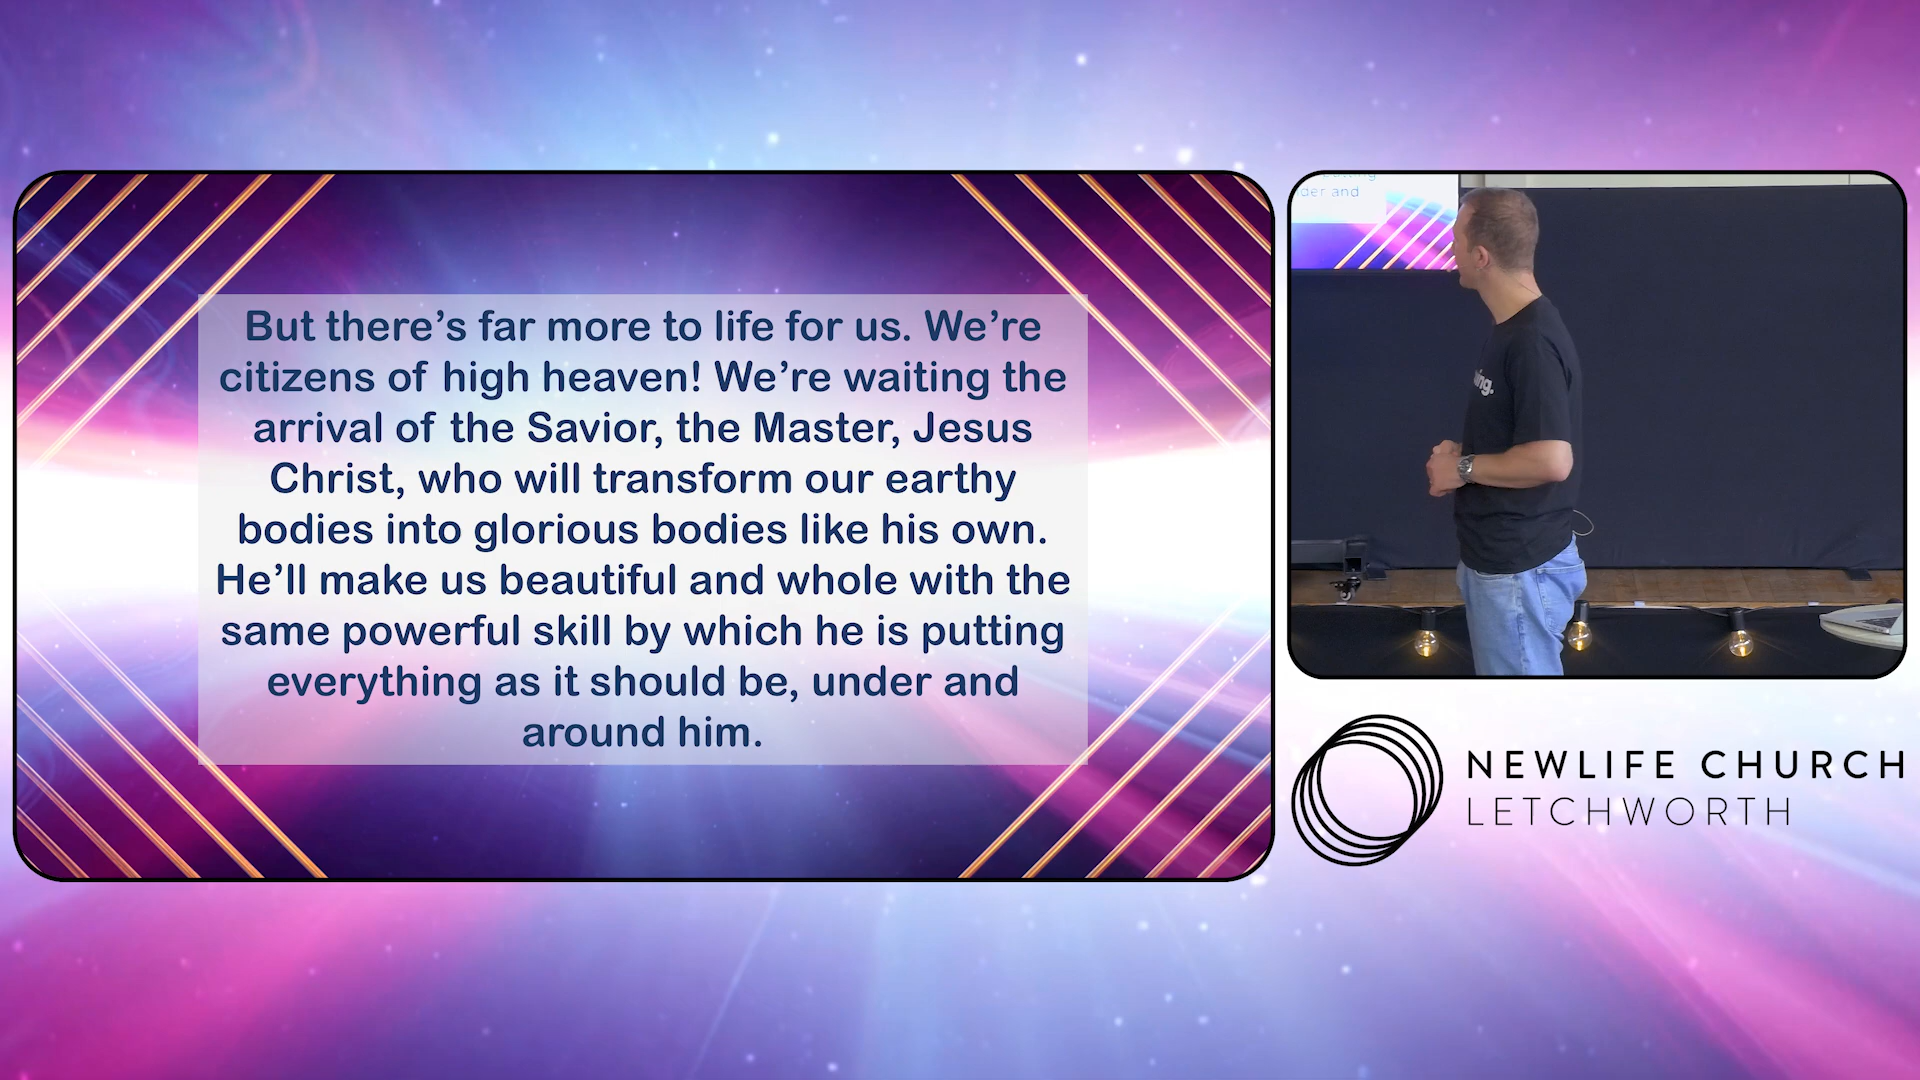 But there’s far more to life for us. We’re
citizens of high heaven! We’re waiting the
arrival of the Savior, the Master, Jesus
Christ, who will transform our earthy
bodies into glorious bodies like his own.
He’ll make us beautiful and whole with the
same powerful skill by which he is putting
everything as it should be, under and
around him.
der and
NEWLIFE CHURCH
LETCHWORTH